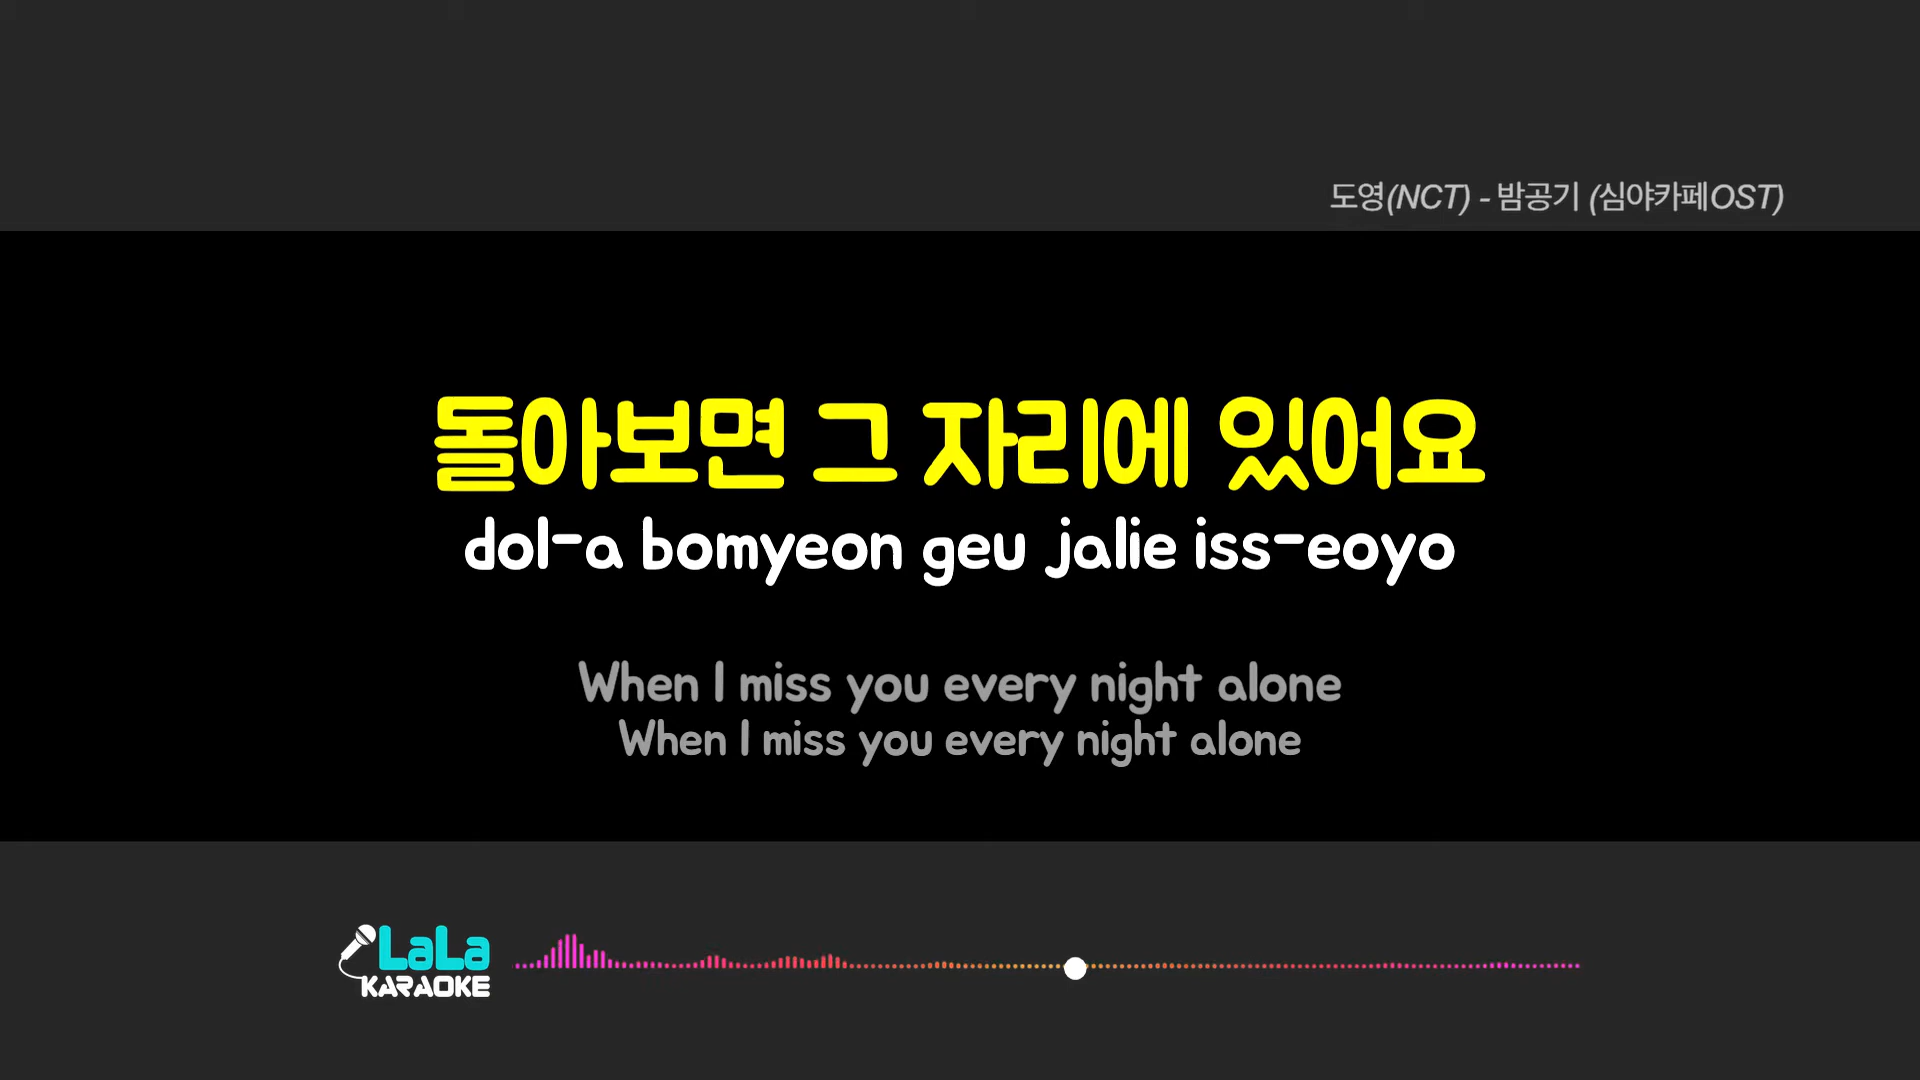 도영(NCT) - 밤공기 (심야카페OST)
돌아보면 그 자리에 있어요
dol-a bomyeon geu jalie iss-eoyo
When I miss you every night alone
When I miss you every night alone
LaLa
KARAOKE